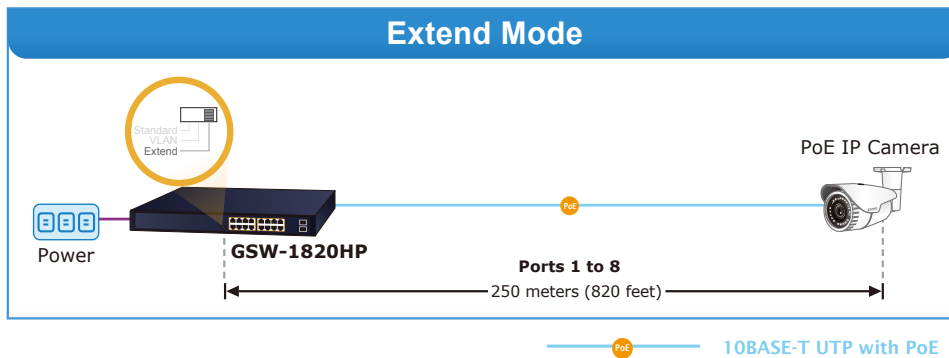 Extend Mode
Standard
VLAN
Extend
PoE IP Camera
Power
GSW-1820HP
PoE
Ports 1 to 8
250 meters (820 feet)
PoE
10BASE-T UTP with PoE